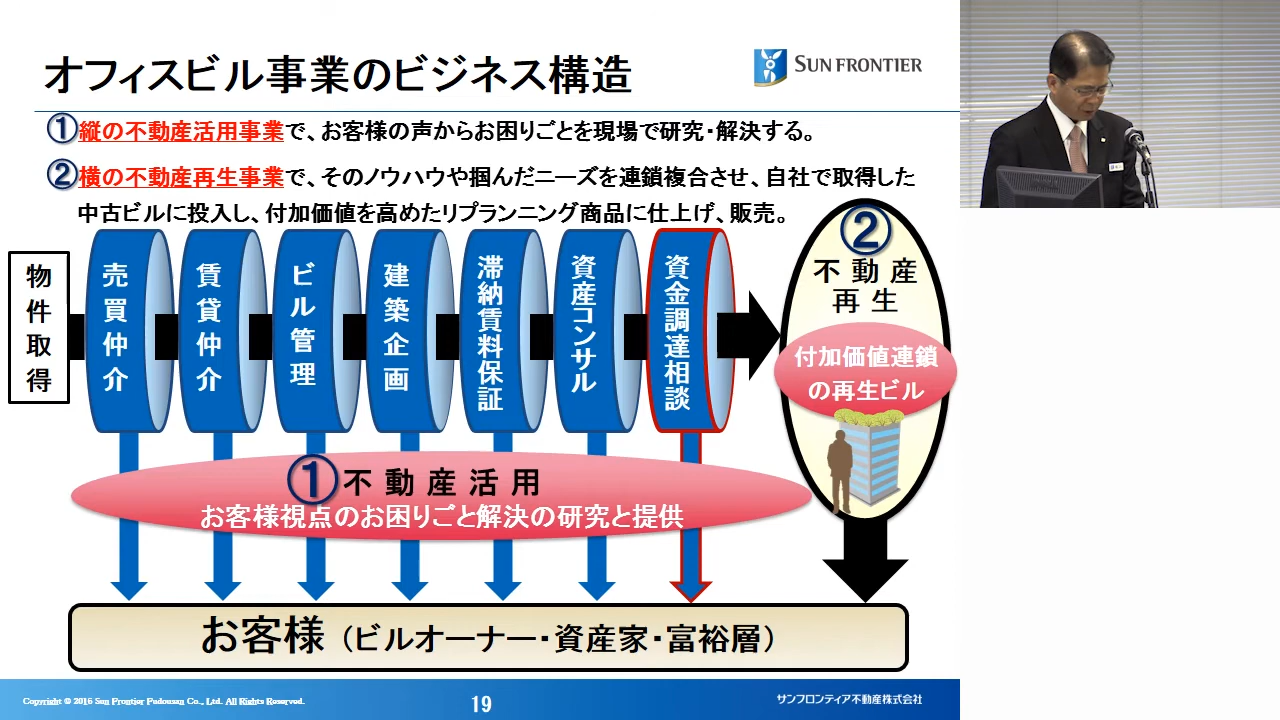 オフィスビル事業のビジネス構造
SUN FRONTIER
①縦の不動産活用事業で、お客様の声からお困りごとを現場で研究・解決する。
②横の不動産再生事業で、そのノウハウや掴んだニーズを連鎖複合させ、自社で取得した
中古ビルに投入し、付加価値を高めたリプランニング商品に仕上げ、販売。
物件取得
売買仲介
賃貸仲介
ビル管理
建築企画
滞納賃料保証
資産コンサル
資金調達相談
②
不動産
再生
付加価値連鎖
の再生ビル
①不動産活用
お客様視点のお困りごと解決の研究と提供
お客様（ビルオーナー・資産家・富裕層）
Copyright © 2016 Sun Frontier Fudousan Co., Ltd. All Rights Reserved.
19
サンフロンティア不動産株式会社